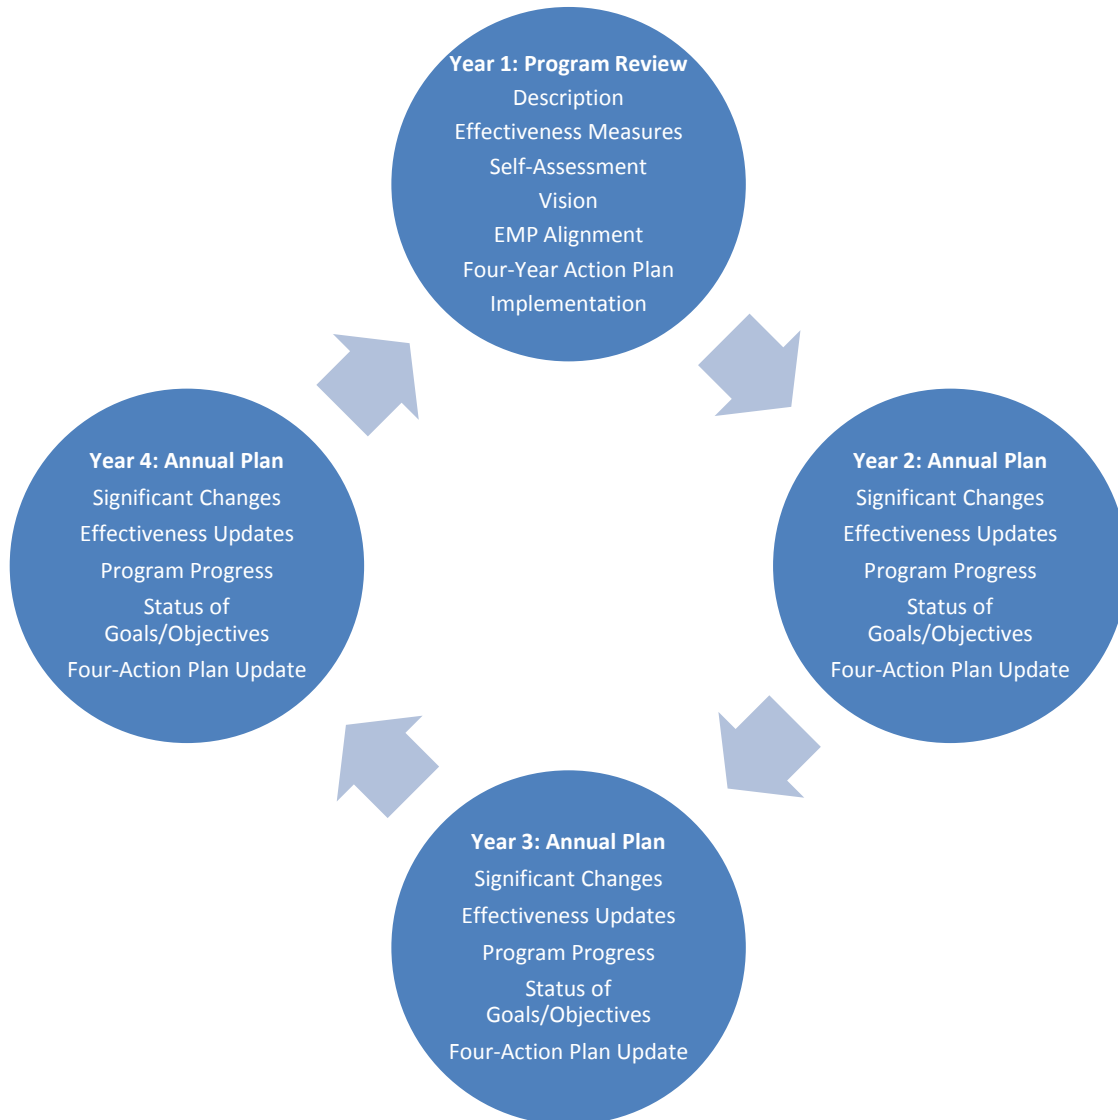 Year 1: Program Review
Description
Effectiveness Measures
Self-Assessment
Vision
EMP Alignment
Four-Year Action Plan
Implementation
Year 2: Annual Plan
Significant Changes
Effectiveness Updates
Program Progress
Status of
Goals/Objectives
Four-Action Plan Update
Year 3: Annual Plan
Significant Changes
Effectiveness Updates
Program Progress
Status of
Goals/Objectives
Four-Action Plan Update
Year 4: Annual Plan
Significant Changes
Effectiveness Updates
Program Progress
Status of
Goals/Objectives
Four-Action Plan Update